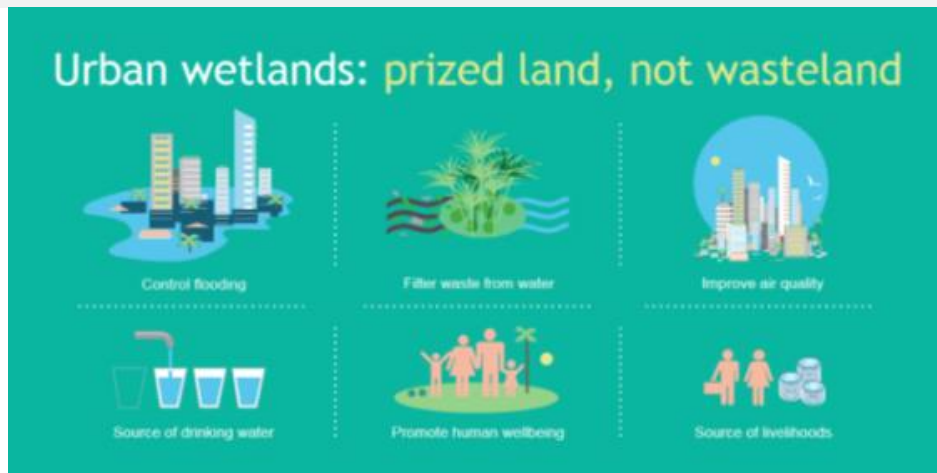 Urban wetlands: prized land, not wasteland
Control flooding
Filter waste from water
Improve air quality
Source of drinking water
Promote human wellbeing
Source of livelihoods